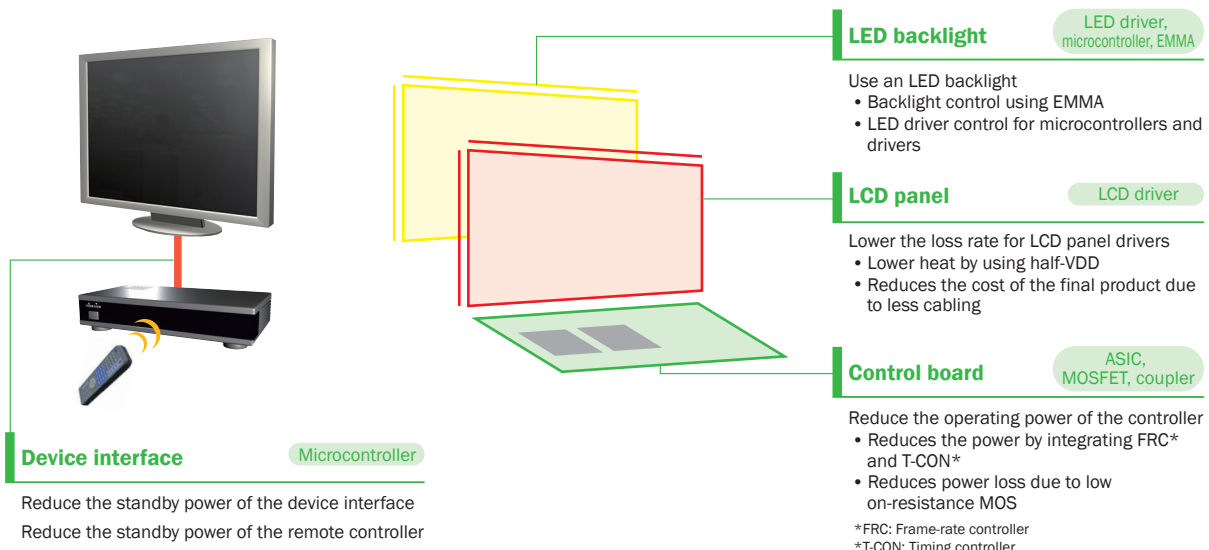 LED backlight
LED driver,
microcontroller, EMMA
Use an LED backlight
• Backlight control using EMMA
• LED driver control for microcontrollers and
drivers
LCD panel
LCD driver
Lower the loss rate for LCD panel drivers
• Lower heat by using half-VDD
• Reduces the cost of the final product due
to less cabling
Control board
ASIC,
MOSFET, coupler
Reduce the operating power of the controller
• Reduces the power by integrating FRC*
and T-CON*
• Reduces power loss due to low
on-resistance MOS
*FRC: Frame-rate controller
*T-CON: Timing controller
Device interface
Microcontroller
Reduce the standby power of the device interface
Reduce the standby power of the remote controller